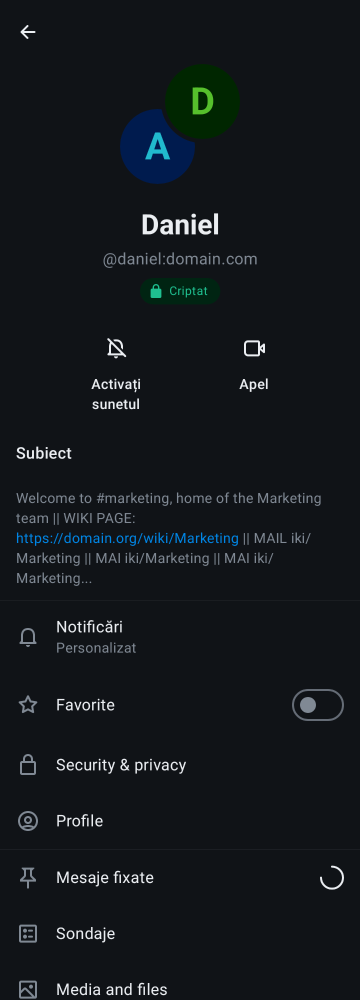 D
A
Daniel
@daniel:domain.com
Criptat
Activați
sunetul
Apel
Subiect
Welcome to #marketing, home of the Marketing
team || WIKI PAGE:
https://domain.org/wiki/Marketing || MAIL iki/
Marketing || MAI iki/Marketing || MAI iki/
Marketing...
Notificări
Personalizat
Favorite
Security & privacy
Profile
Mesaje fixate
Sondaje
Media and files